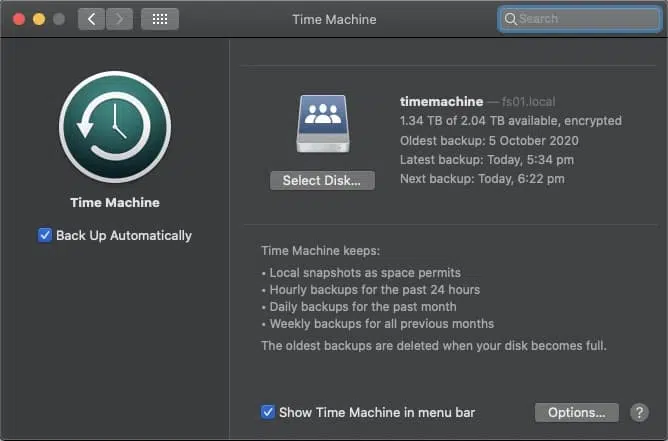 Time Machine
Search
timemachine — fs01.local
1.34 TB of 2.04 TB available, encrypted
Oldest backup: 5 October 2020
Latest backup: Today, 5:34 pm
Next backup: Today, 6:22 pm
Select Disk...
Time Machine
Back Up Automatically
Time Machine keeps:
• Local snapshots as space permits
• Hourly backups for the past 24 hours
• Daily backups for the past month
• Weekly backups for all previous months
The oldest backups are deleted when your disk becomes full.
Show Time Machine in menu bar
Options...
?